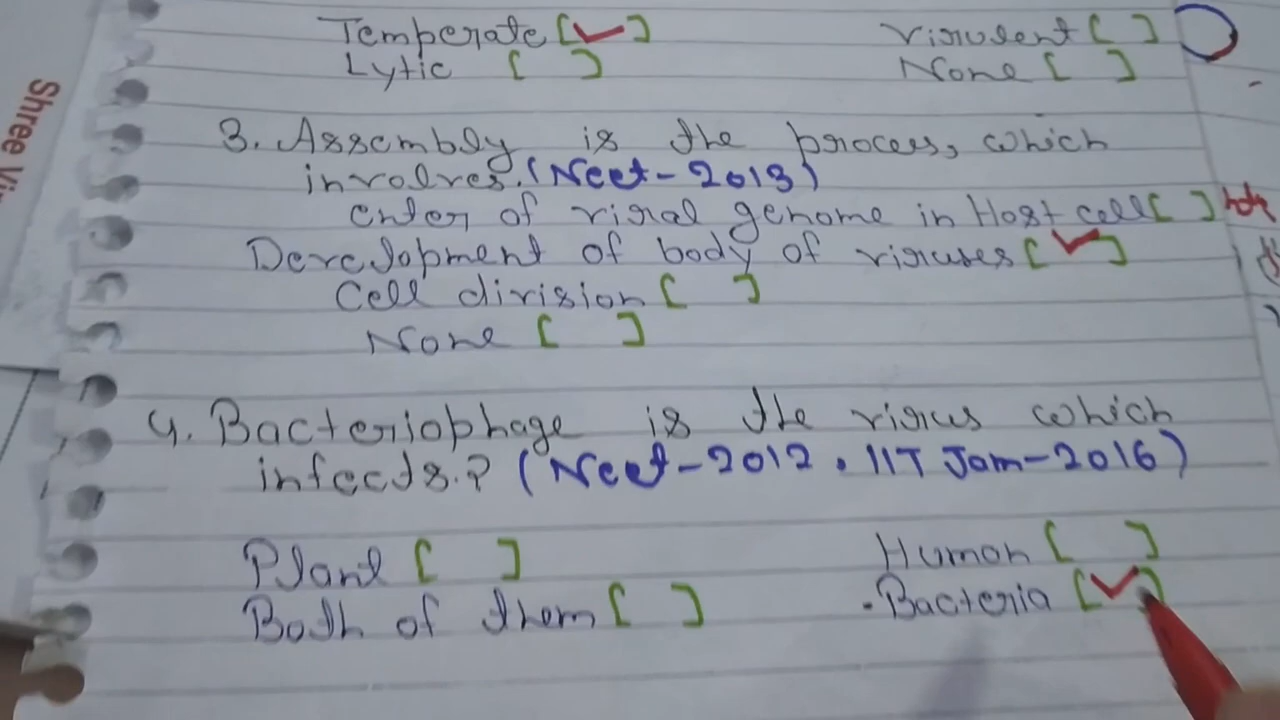 Temperate [✓] Virulent [ ]
Lytic [ ] None [ ]
3. Assembly is the process, which
involves. (Neet-2013)
enter of viral genome in Host cell [ ]
Development of body of viruses [✓]
Cell division [ ]
None [ ]
4. Bacteriophage is the virus which
infects.? (Neet-2012, IIT Jam-2016)
Plant [ ] Human [ ]
Both of them [ ] Bacteria [✓]
Shree